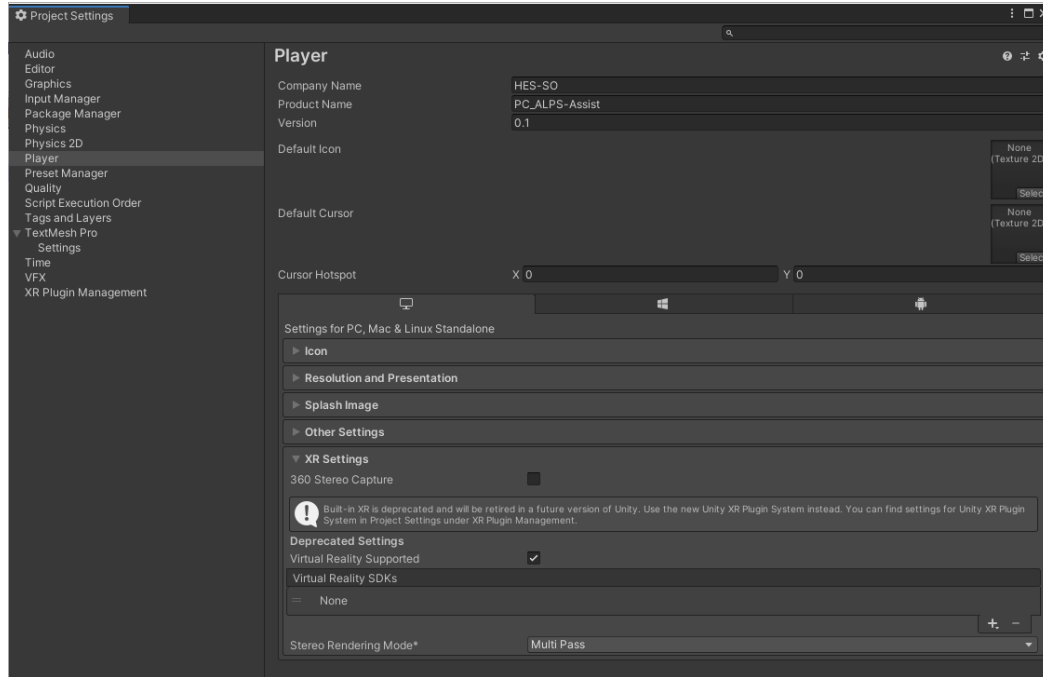 Project Settings
Audio
Editor
Graphics
Input Manager
Package Manager
Physics
Physics 2D
Player
Preset Manager
Quality
Script Execution Order
Tags and Layers
TextMesh Pro
Settings
Time
VFX
XR Plugin Management
Player
Company Name HES-SO
Product Name PC_ALPS-Assist
Version 0.1
Default Icon
None
(Texture 2D
Selec
Default Cursor
None
(Texture 2D
Selec
Cursor Hotspot X 0 Y 0
Settings for PC, Mac & Linux Standalone
Icon
Resolution and Presentation
Splash Image
Other Settings
XR Settings
360 Stereo Capture
Built-in XR is deprecated and will be retired in a future version of Unity. Use the new Unity XR Plugin System instead. You can find settings for Unity XR Plugin
System in Project Settings under XR Plugin Management.
Deprecated Settings
Virtual Reality Supported
Virtual Reality SDKs
None
Stereo Rendering Mode* Multi Pass